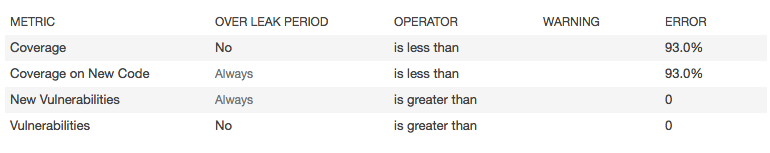 METRIC OVER LEAK PERIOD OPERATOR WARNING ERROR
Coverage No is less than 93.0%
Coverage on New Code Always is less than 93.0%
New Vulnerabilities Always is greater than 0
Vulnerabilities No is greater than 0